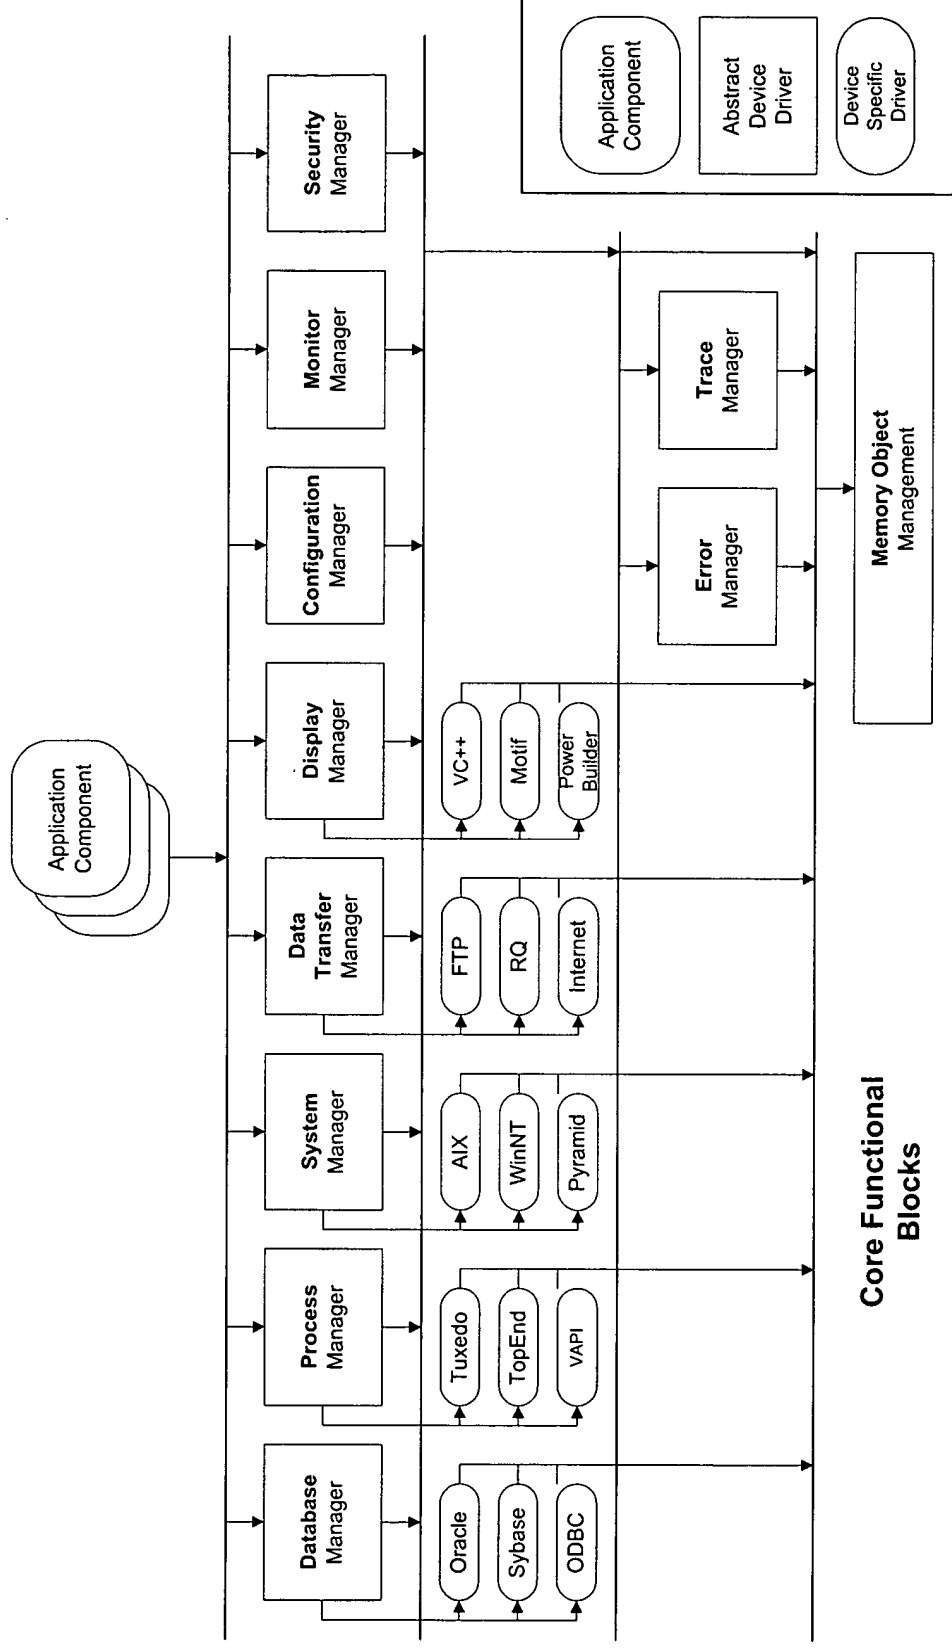 Application
Component
Database
Manager
Process
Manager
System
Manager
Data
Transfer
Manager
Display
Manager
Configuration
Manager
Monitor
Manager
Security
Manager
Oracle
Sybase
ODBC
Tuxedo
TopEnd
VAPI
AIX
WinNT
Pyramid
FTP
RQ
Internet
VC++
Motif
Power
Builder
Error
Manager
Trace
Manager
Memory Object
Management
Core Functional
Blocks
Application
Component
Abstract
Device
Driver
Device
Specific
Driver